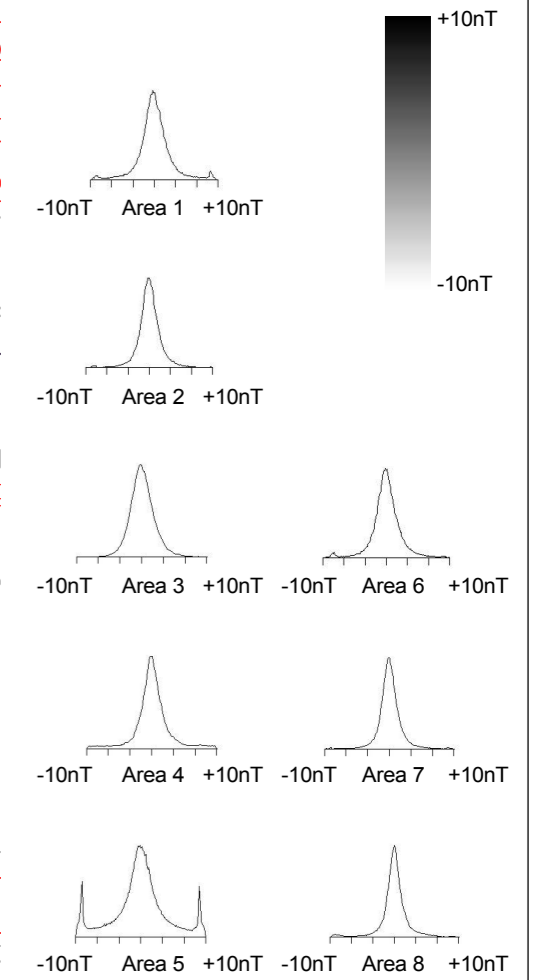 +10nT
-10nT
-10nT Area 1 +10nT
-10nT Area 2 +10nT
-10nT Area 3 +10nT
-10nT Area 6 +10nT
-10nT Area 4 +10nT
-10nT Area 7 +10nT
-10nT Area 5 +10nT
-10nT Area 8 +10nT